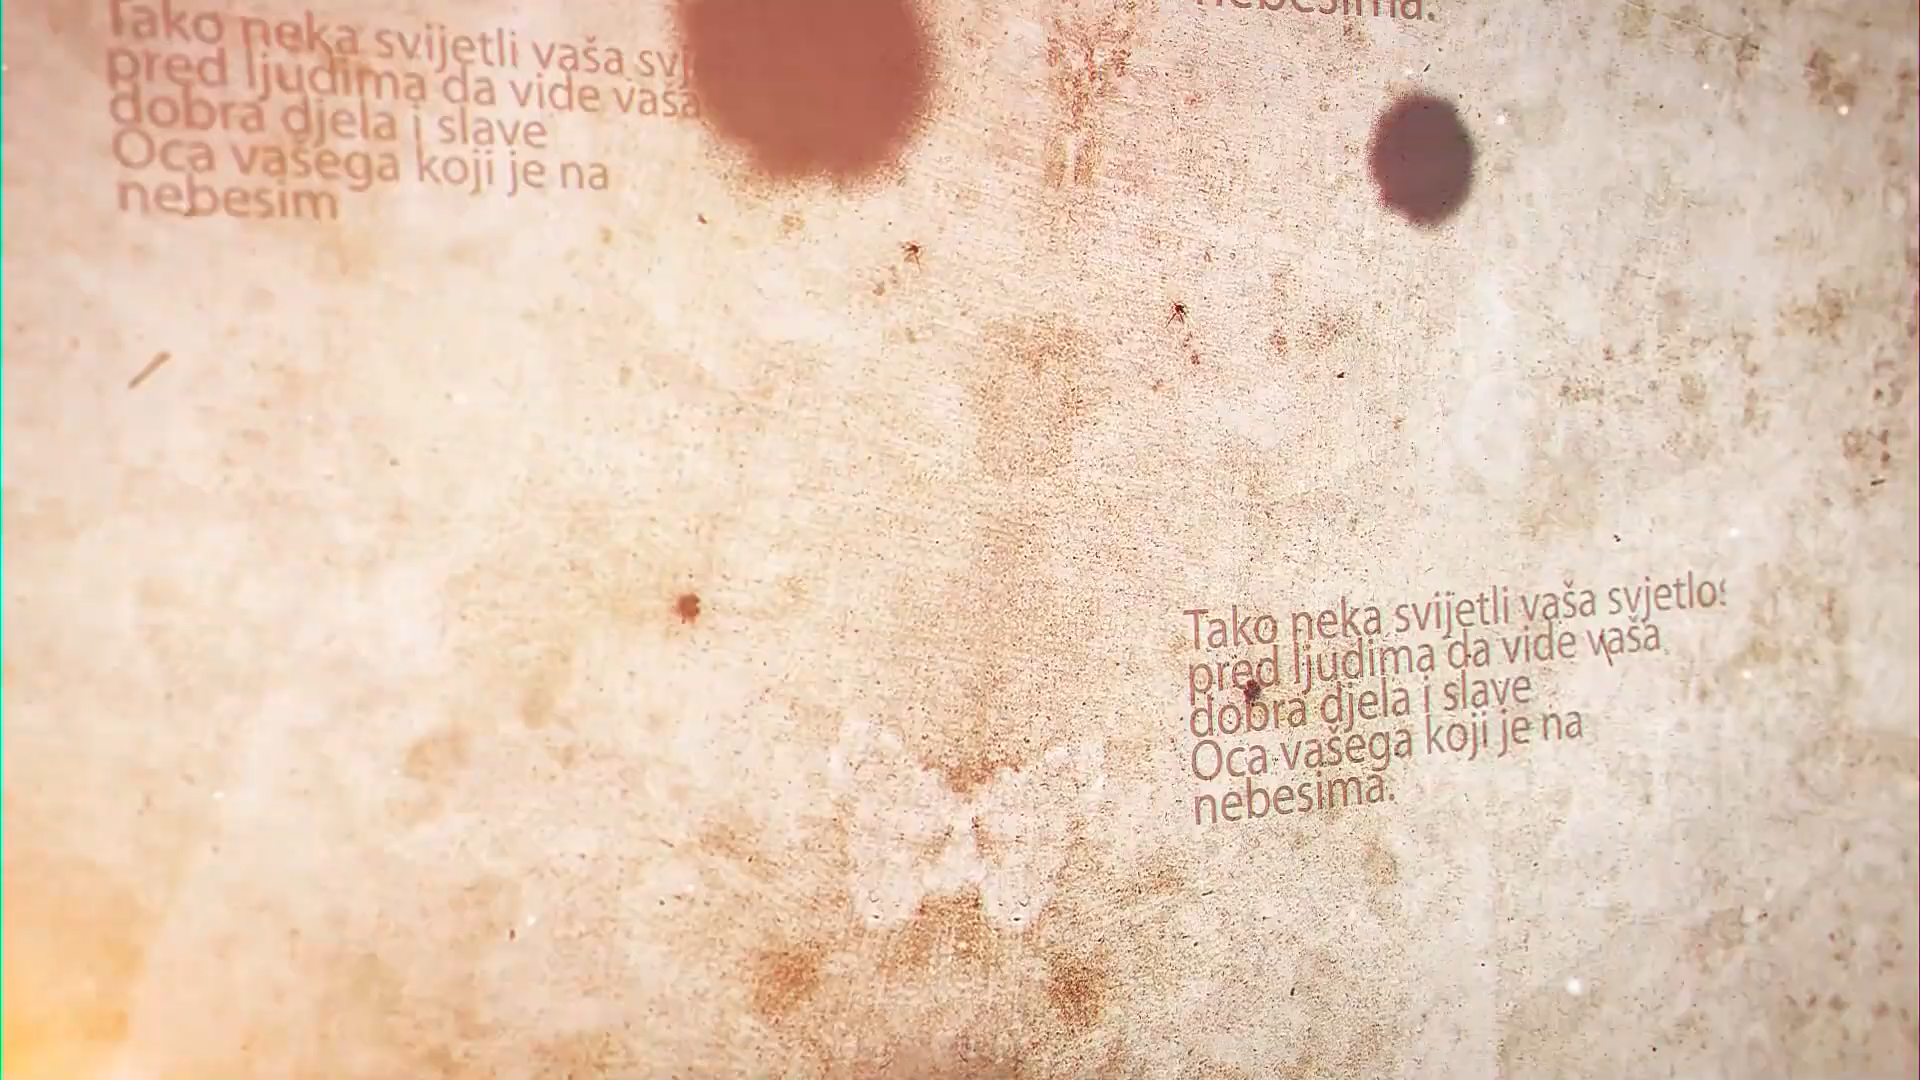 Tako neka svijetli vaša svj
pred ljudima da vide vaša
dobra djela i slave
Oca vašega koji je na
nebesim
nebesima.
Tako neka svijetli vaša svjetlos
pred ljudima da vide vaša
dobra djela i slave
Oca vašega koji je na
nebesima.